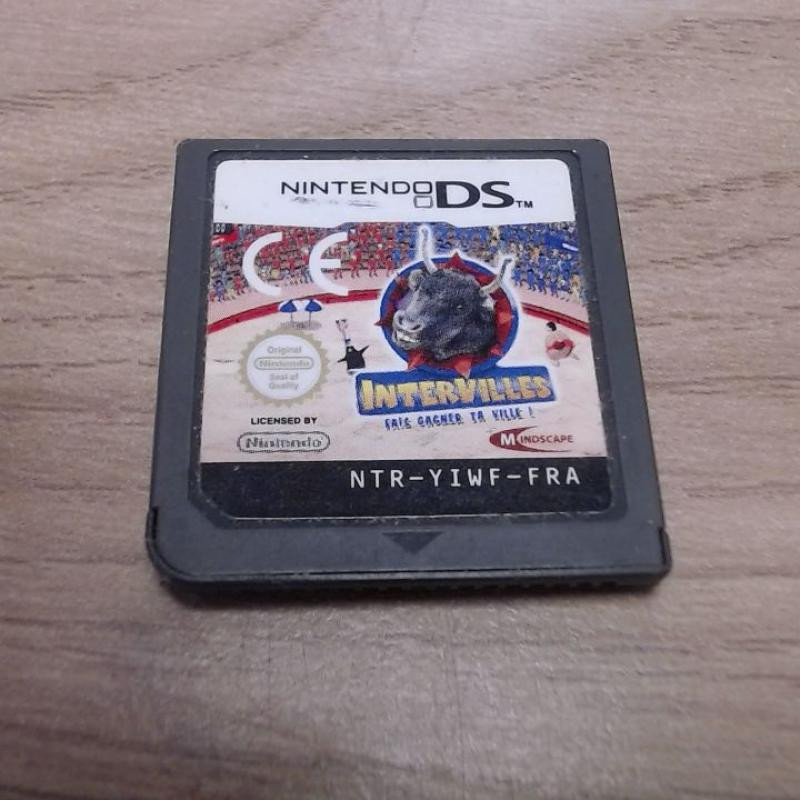 NINTENDO DS™
CE
Original
Nintendo
Seal of
Quality
INTERVILLES
FAIS GAGNER TA VILLE !
LICENSED BY
Nintendo
MINDSCAPE
NTR-YIWF-FRA